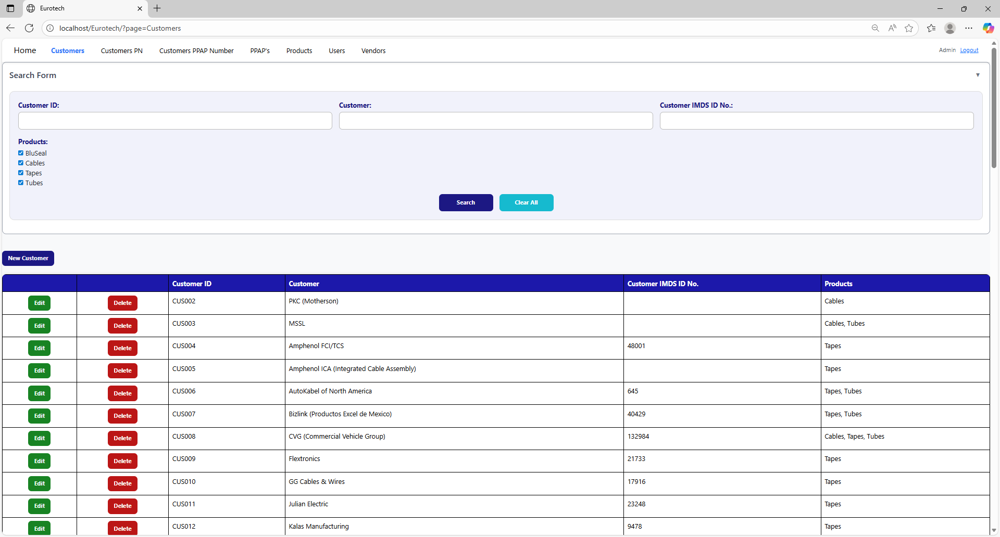 Eurotech
localhost/Eurotech/?page=Customers
Home Customers Customers PN Customers PPAP Number PPAP's Products Users Vendors Admin Logout
Search Form
Customer ID: Customer: Customer IMDS ID No.:
Products:
BluSeal
Cables
Tapes
Tubes
Search Clear All
New Customer
Customer ID Customer Customer IMDS ID No. Products
Edit Delete CUS002 PKC (Motherson) Cables
Edit Delete CUS003 MSSL Cables, Tubes
Edit Delete CUS004 Amphenol FCI/TCS 48001 Tapes
Edit Delete CUS005 Amphenol ICA (Integrated Cable Assembly) Tapes
Edit Delete CUS006 AutoKabel of North America 645 Tapes, Tubes
Edit Delete CUS007 Bizlink (Productos Excel de Mexico) 40429 Tapes, Tubes
Edit Delete CUS008 CVG (Commercial Vehicle Group) 132984 Cables, Tapes, Tubes
Edit Delete CUS009 Flextronics 21733 Tapes
Edit Delete CUS010 GG Cables & Wires 17916 Tapes
Edit Delete CUS011 Julian Electric 23248 Tapes
Edit Delete CUS012 Kalas Manufacturing 9478 Tapes